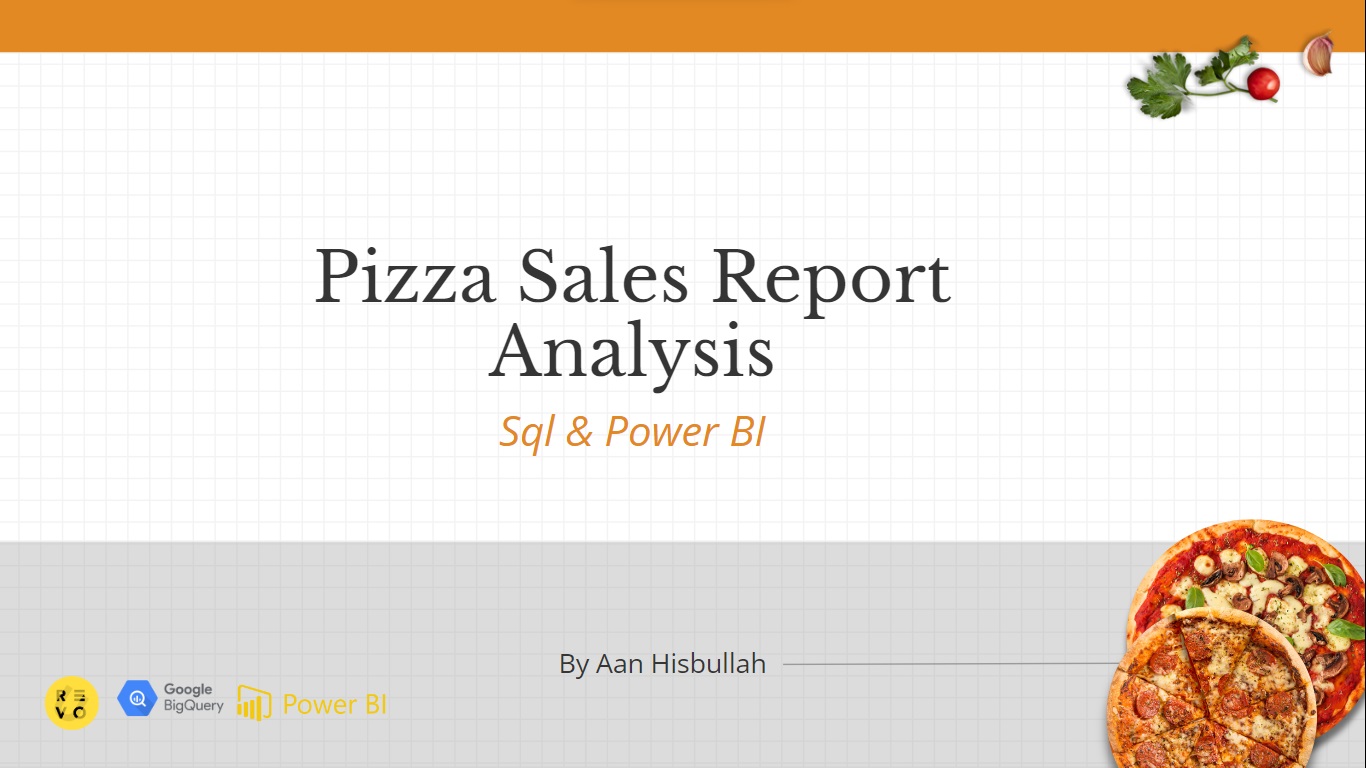 Pizza Sales Report
Analysis
Sql & Power BI
By Aan Hisbullah
RE
VO
Google
BigQuery
Power BI